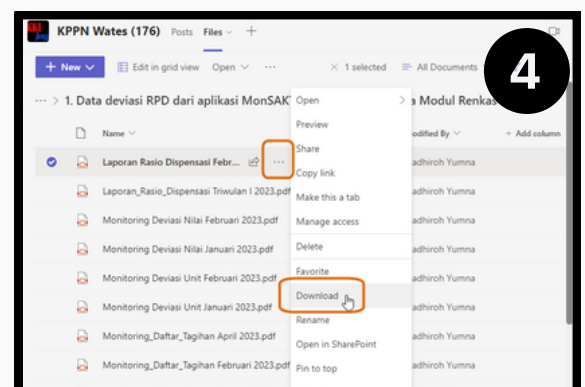 KPPN Wates (176) Posts Files +
4
+ New Edit in grid view Open ··· × 1 selected All Documents
··· > 1. Data deviasi RPD dari aplikasi MonSAK a Modul Renkas
Name odified By + Add column
Laporan Rasio Dispensasi Febr... ··· adhiroh Yumna
Laporan_Rasio_Dispensasi Triwulan I 2023.pdf adhiroh Yumna
Monitoring Deviasi Nilai Februari 2023.pdf adhiroh Yumna
Monitoring Deviasi Nilai Januari 2023.pdf adhiroh Yumna
Monitoring Deviasi Unit Februari 2023.pdf adhiroh Yumna
Monitoring Deviasi Unit Januari 2023.pdf adhiroh Yumna
Monitoring_Daftar_Tagihan April 2023.pdf adhiroh Yumna
Monitoring_Daftar_Tagihan Februari 2023.pdf adhiroh Yumna
Open >
Preview
Share
Copy link
Make this a tab
Manage access
Delete
Favorite
Download
Rename
Open in SharePoint
Pin to top